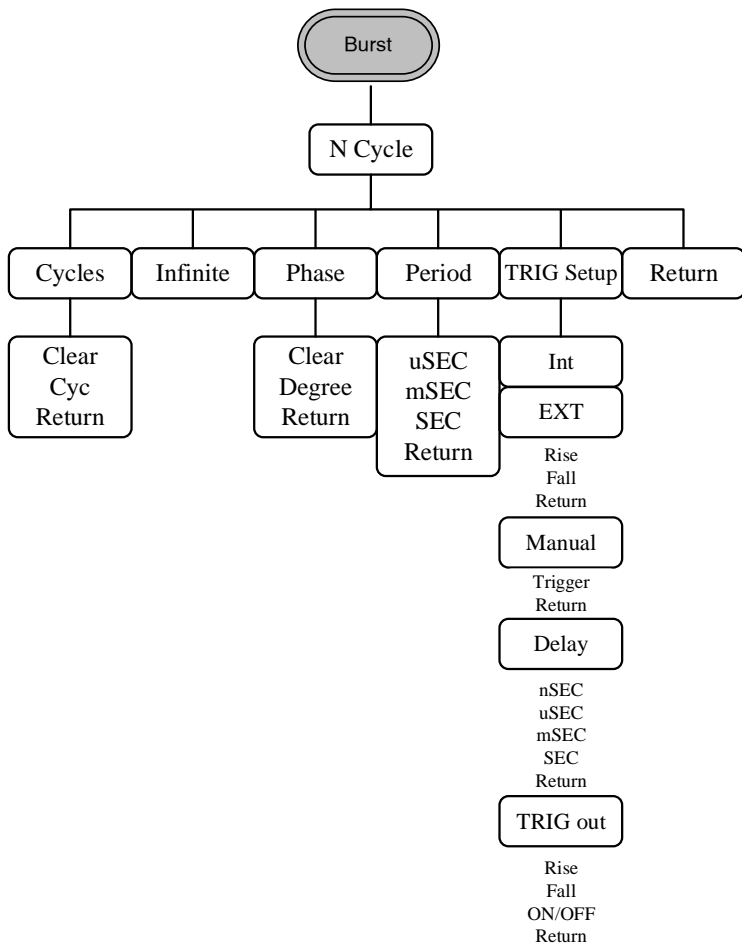 Burst
N Cycle
Cycles
Infinite
Phase
Period
TRIG Setup
Return
Clear
Cyc
Return
Clear
Degree
Return
uSEC
mSEC
SEC
Return
Int
EXT
Rise
Fall
Return
Manual
Trigger
Return
Delay
nSEC
uSEC
mSEC
SEC
Return
TRIG out
Rise
Fall
ON/OFF
Return